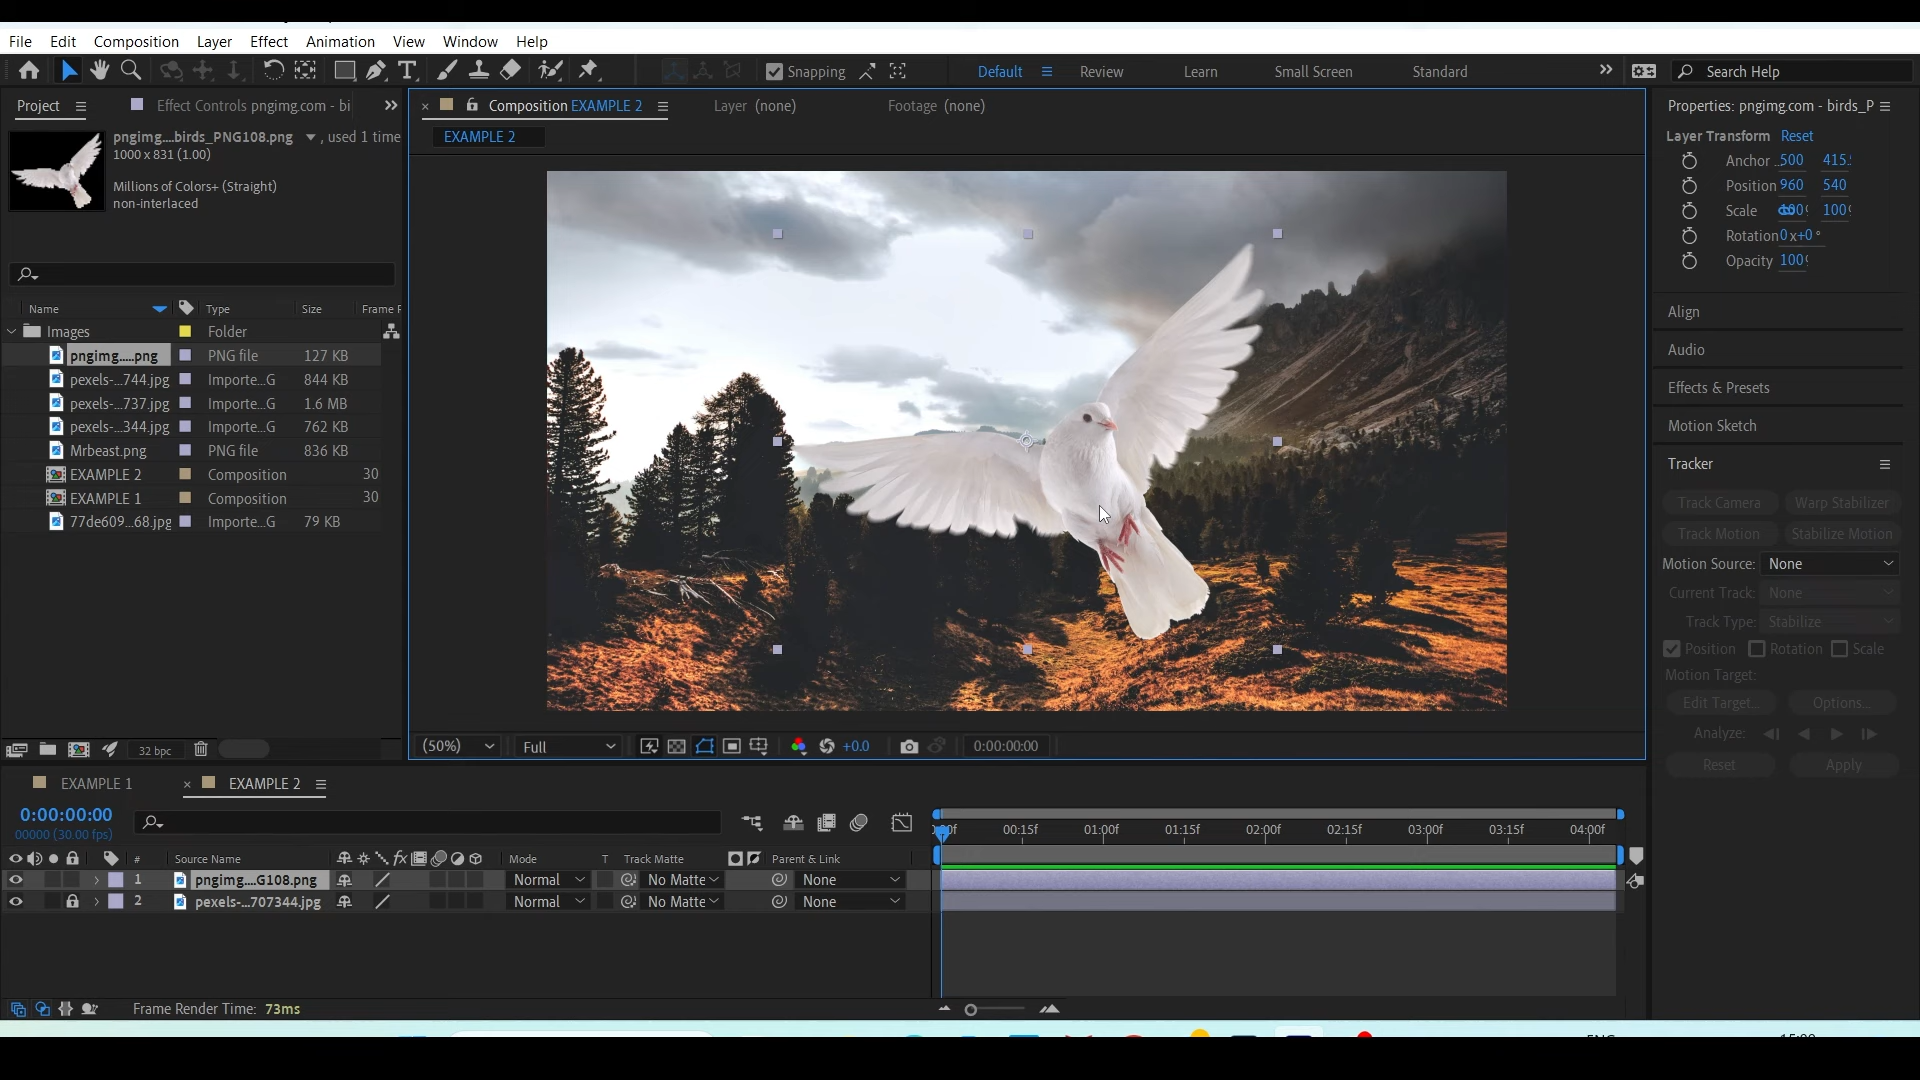 File Edit Composition Layer Effect Animation View Window Help
Snapping Default Review Learn Small Screen Standard Search Help
Project Effect Controls pngimg.com - bi
pngimg....birds_PNG108.png , used 1 time
1000 x 831 (1.00)
Millions of Colors+ (Straight)
non-interlaced
Name Type Size Frame F
Images Folder
pngimg.....png PNG file 127 KB
pexels-...744.jpg Importe...G 844 KB
pexels-...737.jpg Importe...G 1.6 MB
pexels-...344.jpg Importe...G 762 KB
Mrbeast.png PNG file 836 KB
EXAMPLE 2 Composition 30
EXAMPLE 1 Composition 30
77de609...68.jpg Importe...G 79 KB
32 bpc
Composition EXAMPLE 2 Layer (none) Footage (none)
EXAMPLE 2
(50%) Full +0.0 0:00:00:00
Properties: pngimg.com - birds_P
Layer Transform Reset
Anchor .. 500 415.
Position 960 540
Scale 100 100
Rotation 0x+0°
Opacity 100
Align
Audio
Effects & Presets
Motion Sketch
Tracker
Track Camera Warp Stabilizer
Track Motion Stabilize Motion
Motion Source: None
Current Track: None
Track Type: Stabilize
Position Rotation Scale
Motion Target:
Edit Target... Options...
Analyze:
Reset Apply
EXAMPLE 1 EXAMPLE 2
0:00:00:00
00000 (30.00 fps)
00:15f 01:00f 01:15f 02:00f 02:15f 03:00f 03:15f 04:00f
# Source Name fx Mode T Track Matte Parent & Link
1 pngimg....G108.png Normal No Matte None
2 pexels-...707344.jpg Normal No Matte None
Frame Render Time: 73ms